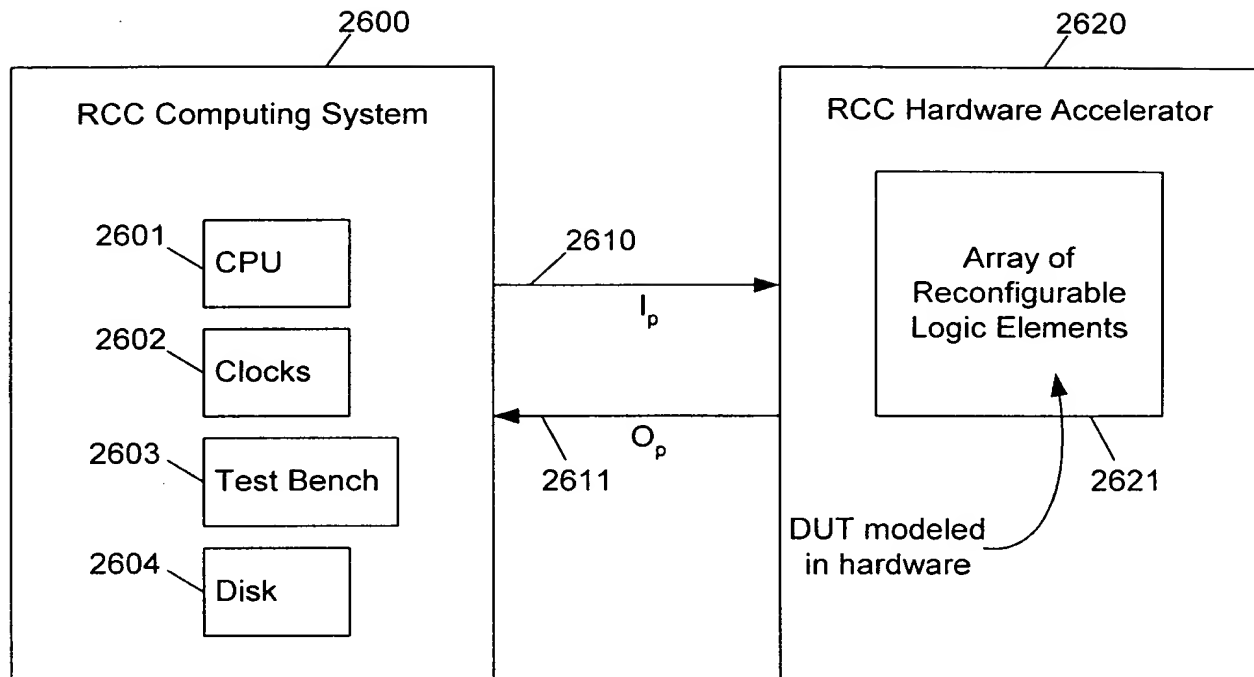 2600
2620
RCC Computing System
RCC Hardware Accelerator
2601
CPU
2602
Clocks
2603
Test Bench
2604
Disk
2610
Ip
Op
2611
Array of
Reconfigurable
Logic Elements
2621
DUT modeled
in hardware